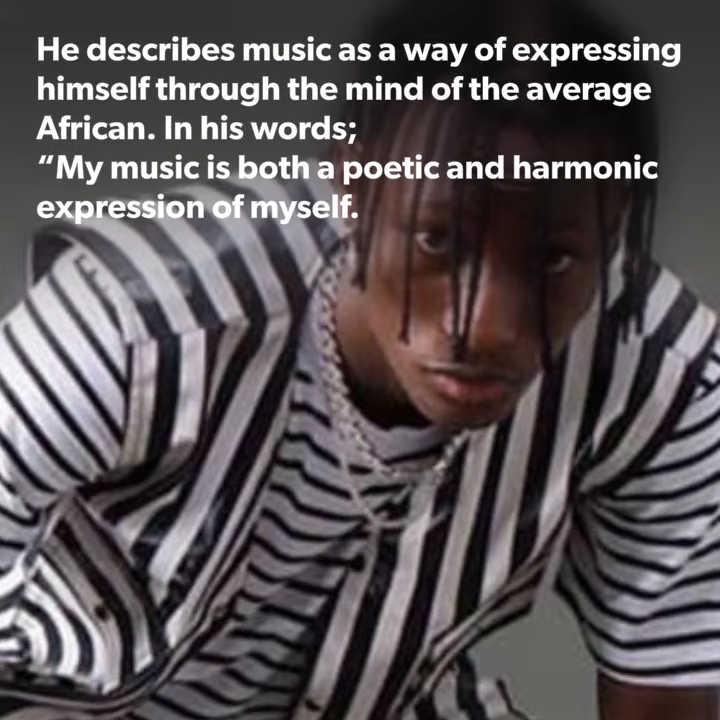 He describes music as a way of expressing
himself through the mind of the average
African. In his words;
“My music is both a poetic and harmonic
expression of myself.